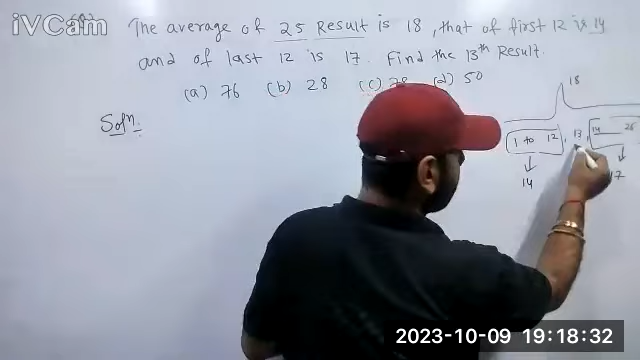 iVCam
The average of 25 Result is 18, that of first 12 is 14
and of last 12 is 17. Find the 13th Result.
(a) 76 (b) 28 (c) 78 (d) 50
Soln.
18
1 to 12, 13, 14 25
14 17
2023-10-09 19:18:32